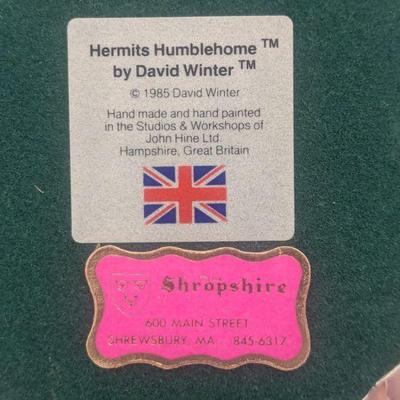 Hermits Humblehome ™
by David Winter ™
© 1985 David Winter
Hand made and hand painted
in the Studios & Workshops of
John Hine Ltd.
Hampshire, Great Britain
Shropshire
600 MAIN STREET
SHREWSBURY, MA 845-6317